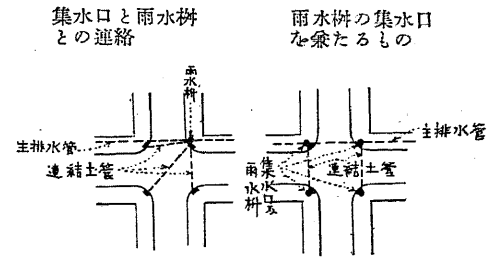 集水口と雨水桝
との連絡
雨水桝の集水口
を兼たるもの
雨水桝
主排水管
連結土管
主排水管
連結土管
集水口及
雨水桝